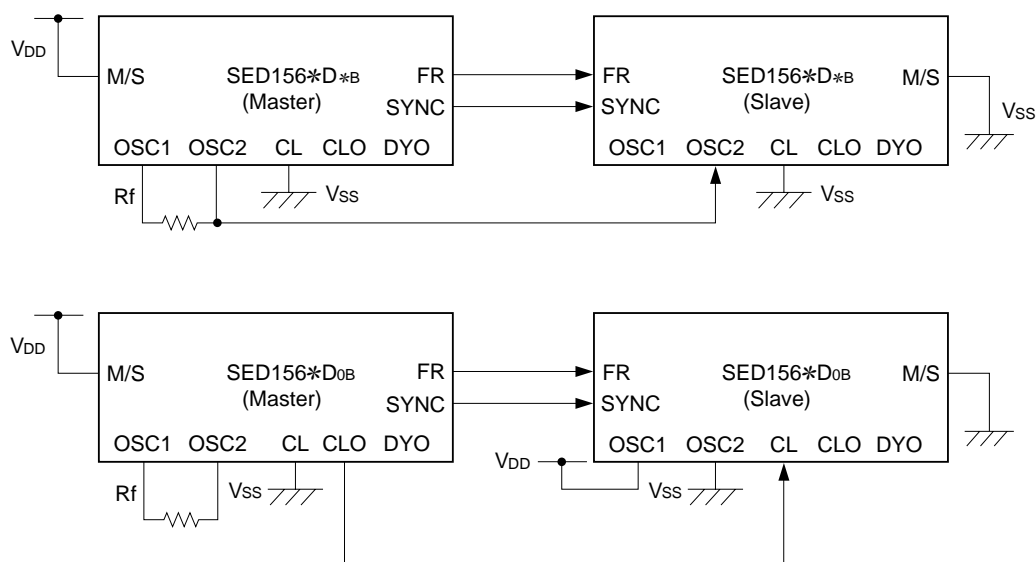 VDD
M/S SED156*D*B FR SED156*D*B M/S
(Master) SYNC SYNC (Slave)
FR
VSS
OSC1 OSC2 CL CLO DYO OSC1 OSC2 CL CLO DYO
Rf VSS VSS
VDD
M/S SED156*D0B FR FR SED156*D0B M/S
(Master) SYNC SYNC (Slave)
OSC1 OSC2 CL CLO DYO OSC1 OSC2 CL CLO DYO
VDD
Rf VSS VSS